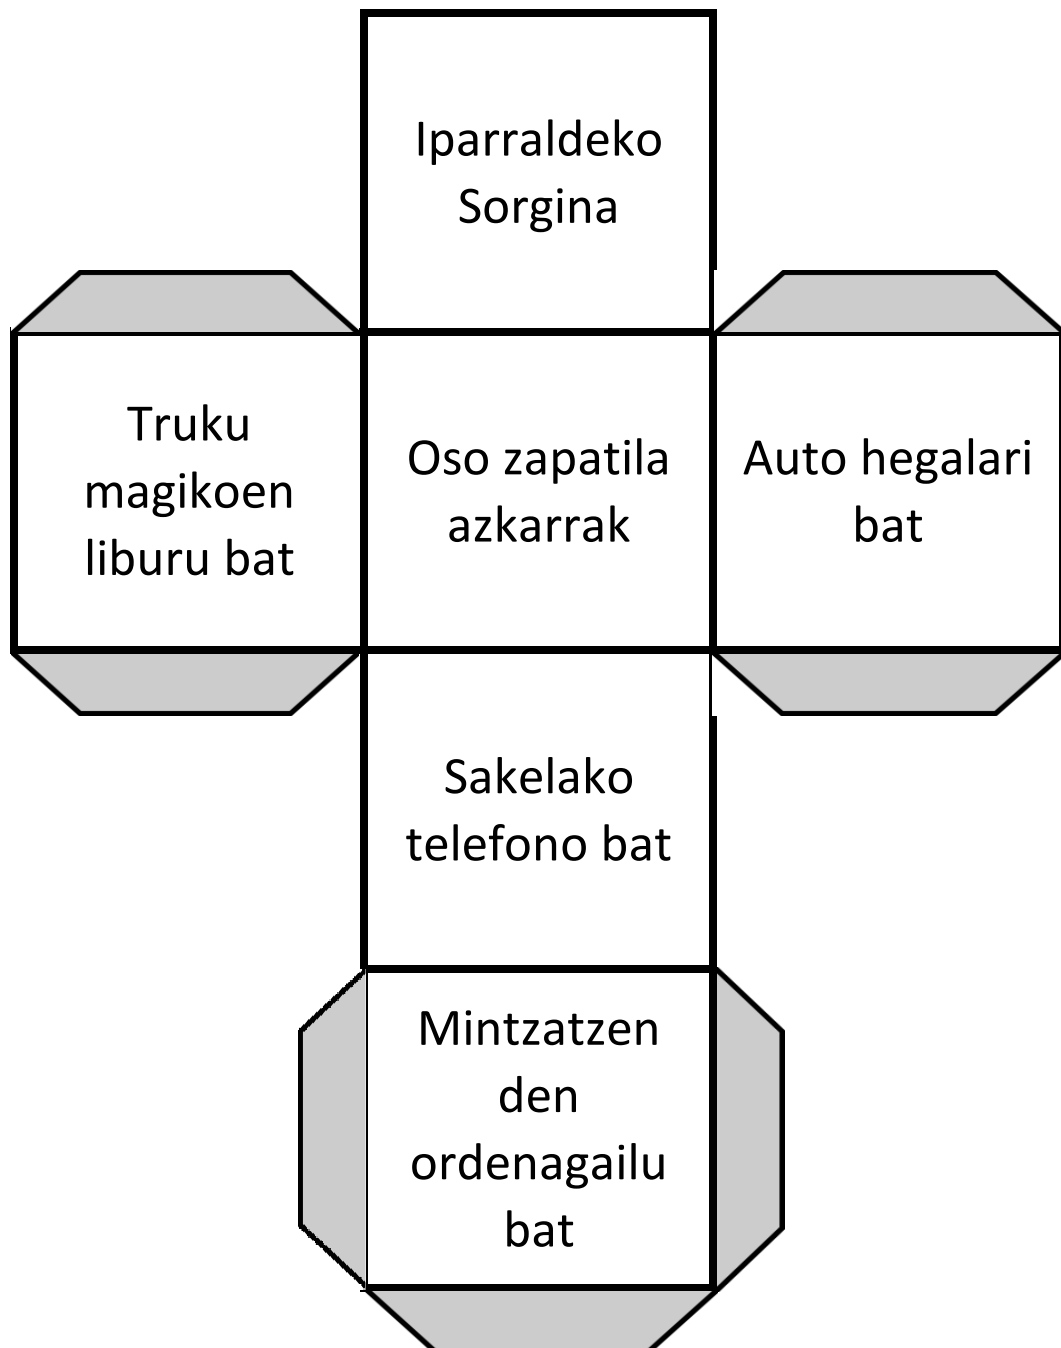 Iparraldeko
Sorgina
Truku
magikoen
liburu bat
Oso zapatila
azkarrak
Auto hegalari
bat
Sakelako
telefono bat
Mintzatzen
den
ordenagailu
bat